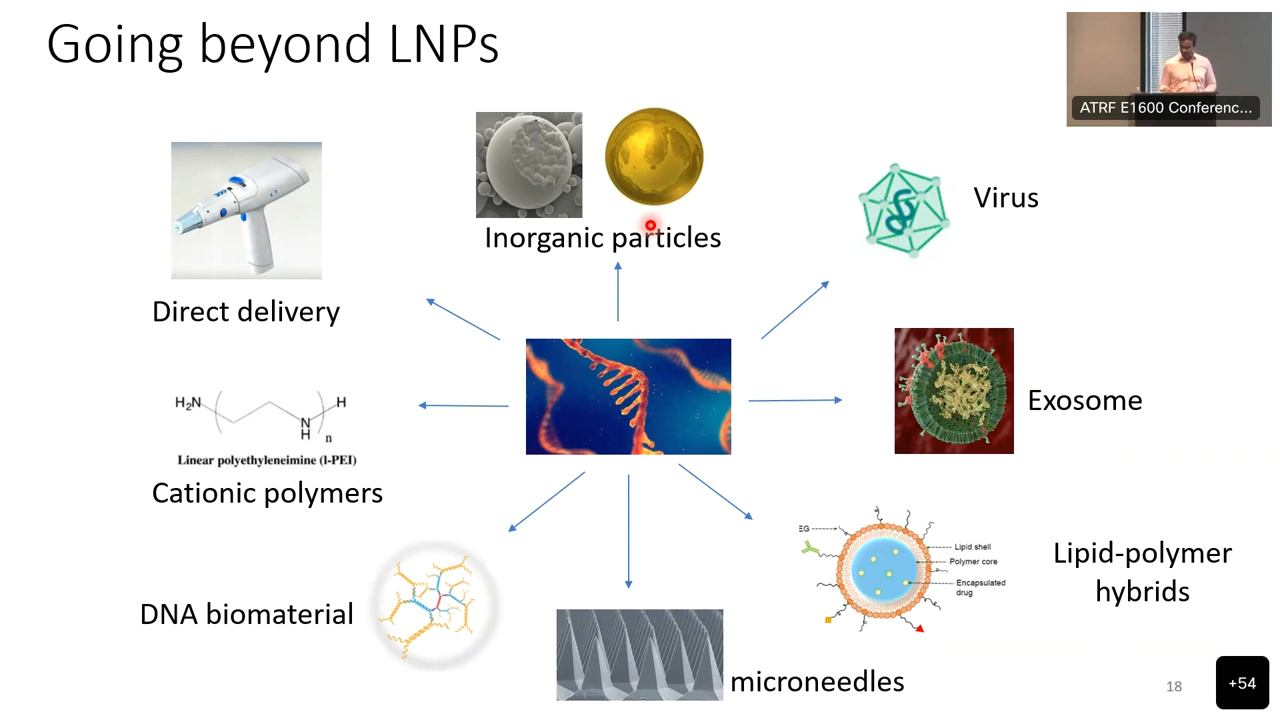 Going beyond LNPs
ATRF E1600 Conferenc...
Inorganic particles
Virus
Direct delivery
Exosome
H₂N
H
N
H
n
Linear polyethyleneimine (l-PEI)
Cationic polymers
EG
Lipid shell
Polymer core
Encapsulated
drug
Lipid-polymer
hybrids
DNA biomaterial
microneedles
18
+54